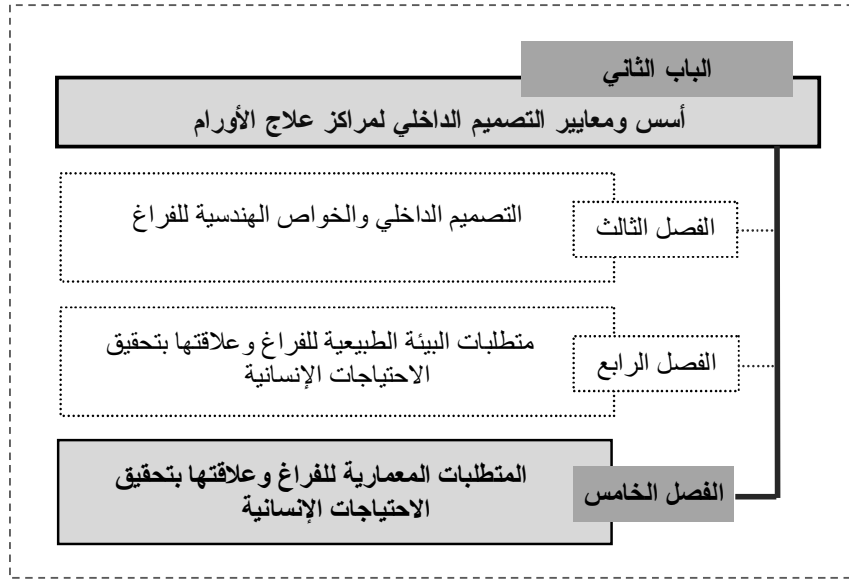 الباب الثاني
أسس ومعايير التصميم الداخلي لمراكز علاج الأورام
الفصل الثالث
التصميم الداخلي والخواص الهندسية للفراغ
الفصل الرابع
متطلبات البيئة الطبيعية للفراغ وعلاقتها بتحقيق
الاحتياجات الإنسانية
الفصل الخامس
المتطلبات المعمارية للفراغ وعلاقتها بتحقيق
الاحتياجات الإنسانية